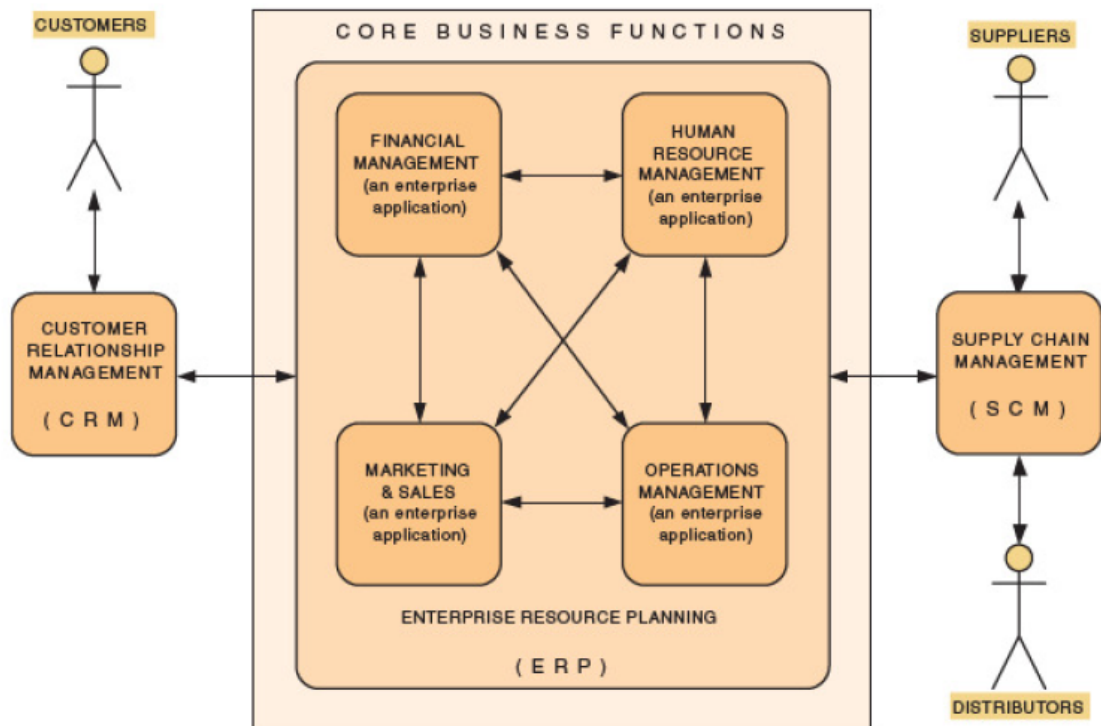 CUSTOMERS
CORE BUSINESS FUNCTIONS
SUPPLIERS
FINANCIAL
MANAGEMENT
(an enterprise
application)
HUMAN
RESOURCE
MANAGEMENT
(an enterprise
application)
CUSTOMER
RELATIONSHIP
MANAGEMENT
(CRM)
SUPPLY CHAIN
MANAGEMENT
(SCM)
MARKETING
& SALES
(an enterprise
application)
OPERATIONS
MANAGEMENT
(an enterprise
application)
ENTERPRISE RESOURCE PLANNING
(ERP)
DISTRIBUTORS